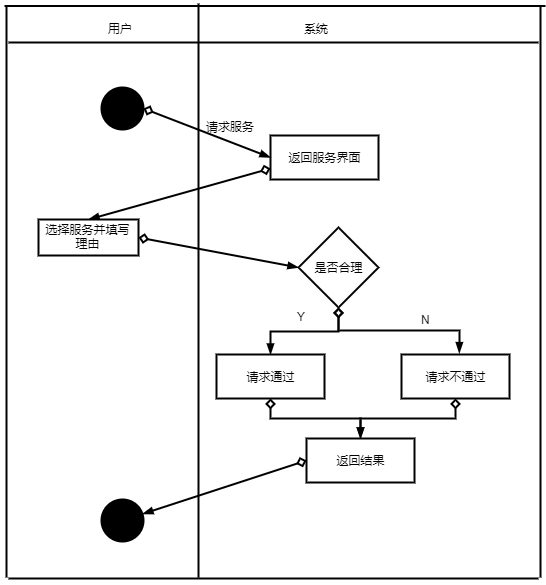 用户
系统
请求服务
返回服务界面
选择服务并填写
理由
是否合理
Y
N
请求通过
请求不通过
返回结果